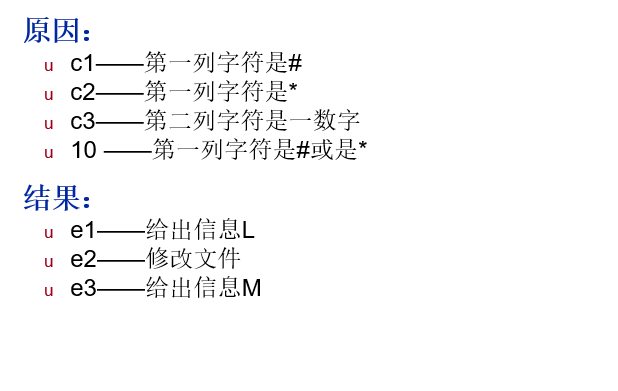 原因：
u c1——第一列字符是#
u c2——第一列字符是*
u c3——第二列字符是一数字
u 10 ——第一列字符是#或是*
结果：
u e1——给出信息L
u e2——修改文件
u e3——给出信息M